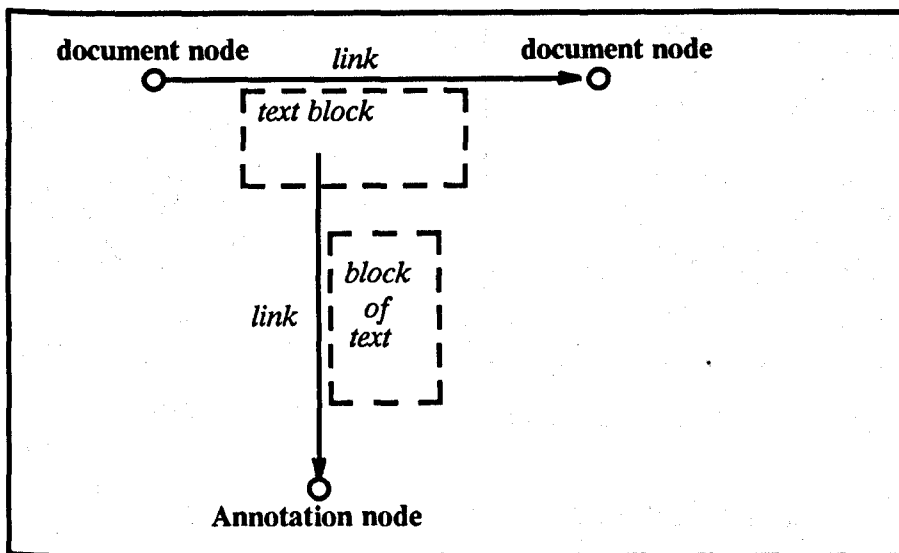 document node
link
document node
text block
block
of
text
link
Annotation node